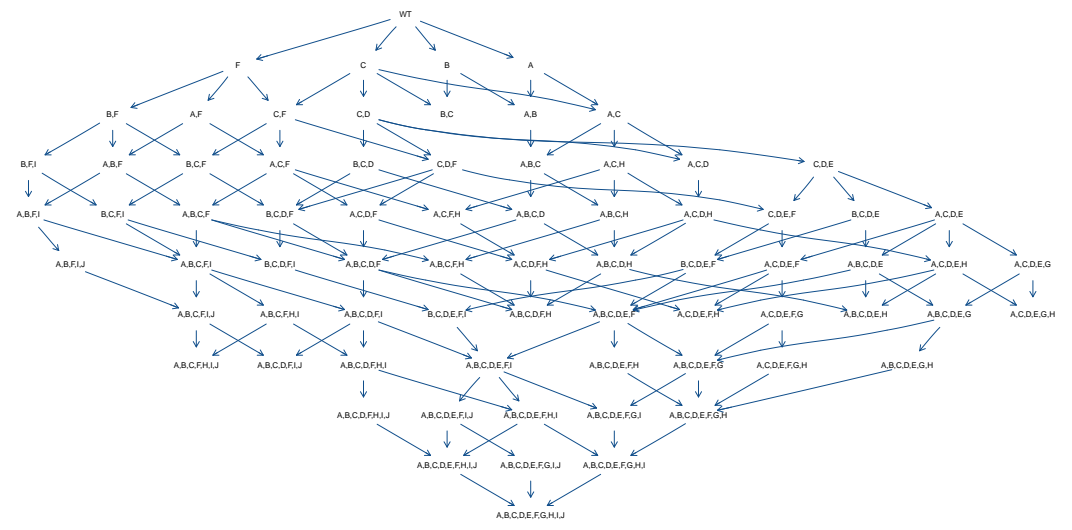 WT
F C B A
B,F A,F C,F C,D B,C A,B A,C
B,F,I A,B,F B,C,F A,C,F B,C,D C,D,F A,B,C A,C,H A,C,D C,D,E
A,B,F,I B,C,F,I A,B,C,F B,C,D,F A,C,D,F A,C,F,H A,B,C,D A,B,C,H A,C,D,H C,D,E,F B,C,D,E A,C,D,E
A,B,F,I,J A,B,C,F,I B,C,D,F,I A,B,C,D,F A,B,C,F,H A,C,D,F,H A,B,C,D,H B,C,D,E,F A,C,D,E,F A,B,C,D,E A,C,D,E,H A,C,D,E,G
A,B,C,F,I,J A,B,C,F,H,I A,B,C,D,F,I B,C,D,E,F,I A,B,C,D,F,H A,B,C,D,E,F A,C,D,E,F,H A,C,D,E,F,G A,B,C,D,E,H A,B,C,D,E,G A,C,D,E,G,H
A,B,C,F,H,I,J A,B,C,D,F,I,J A,B,C,D,F,H,I A,B,C,D,E,F,I A,B,C,D,E,F,H A,B,C,D,E,F,G A,C,D,E,F,G,H A,B,C,D,E,G,H
A,B,C,D,F,H,I,J A,B,C,D,E,F,I,J A,B,C,D,E,F,H,I A,B,C,D,E,F,G,I A,B,C,D,E,F,G,H
A,B,C,D,E,F,H,I,J A,B,C,D,E,F,G,I,J A,B,C,D,E,F,G,H,I
A,B,C,D,E,F,G,H,I,J